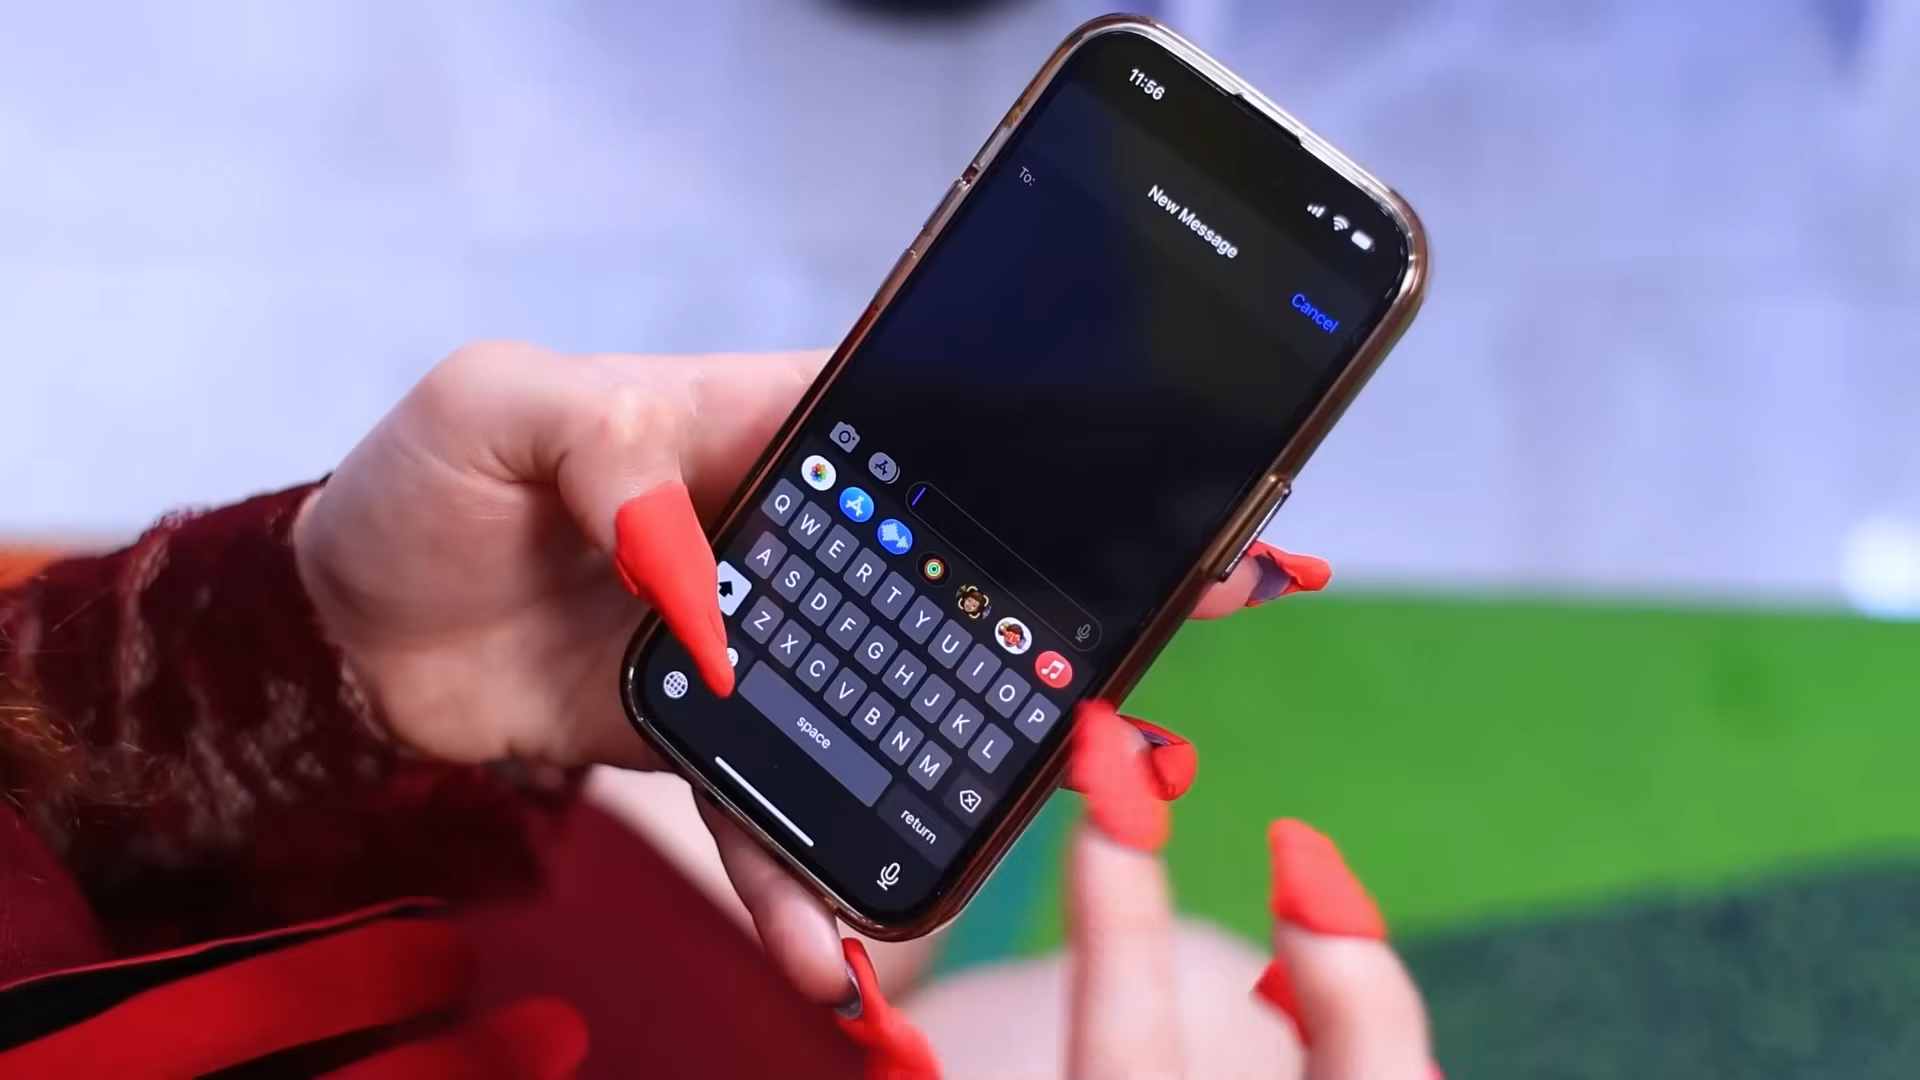 11:56
New Message
To:
Cancel
Q W E R T Y U I O P
A S D F G H J K L
Z X C V B N M
space
return